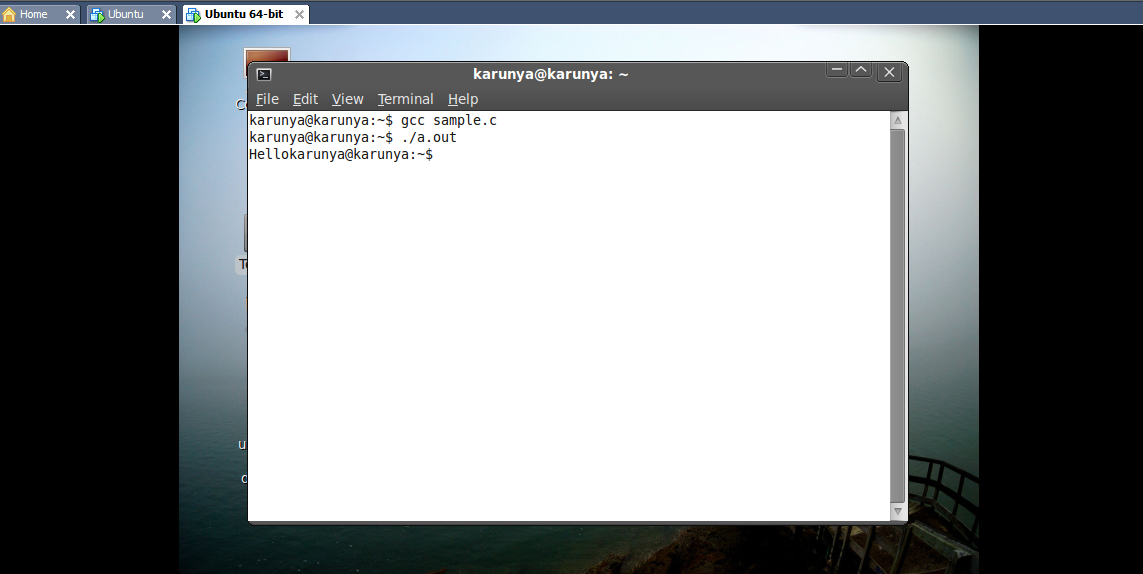 Home
Ubuntu
Ubuntu 64-bit
karunya@karunya: ~
File Edit View Terminal Help
karunya@karunya:~$ gcc sample.c
karunya@karunya:~$ ./a.out
Hellokarunya@karunya:~$